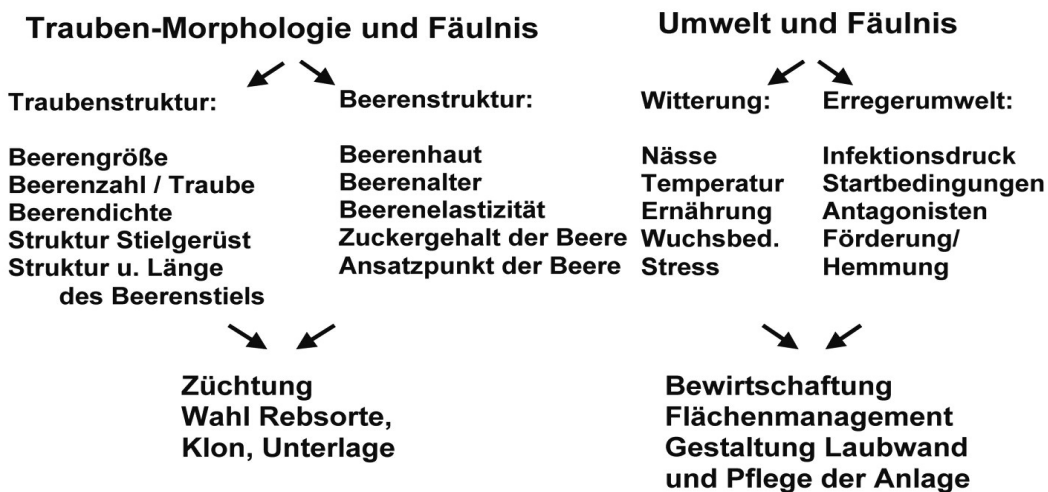 Trauben-Morphologie und Fäulnis
Traubenstruktur:
Beerengröße
Beerenzahl / Traube
Beerendichte
Struktur Stielgerüst
Struktur u. Länge
des Beerenstiels
Beerenstruktur:
Beerenhaut
Beerenalter
Beerenelastizität
Zuckergehalt der Beere
Ansatzpunkt der Beere
Züchtung
Wahl Rebsorte,
Klon, Unterlage
Umwelt und Fäulnis
Witterung:
Nässe
Temperatur
Ernährung
Wuchsbed.
Stress
Erregerumwelt:
Infektionsdruck
Startbedingungen
Antagonisten
Förderung/
Hemmung
Bewirtschaftung
Flächenmanagement
Gestaltung Laubwand
und Pflege der Anlage